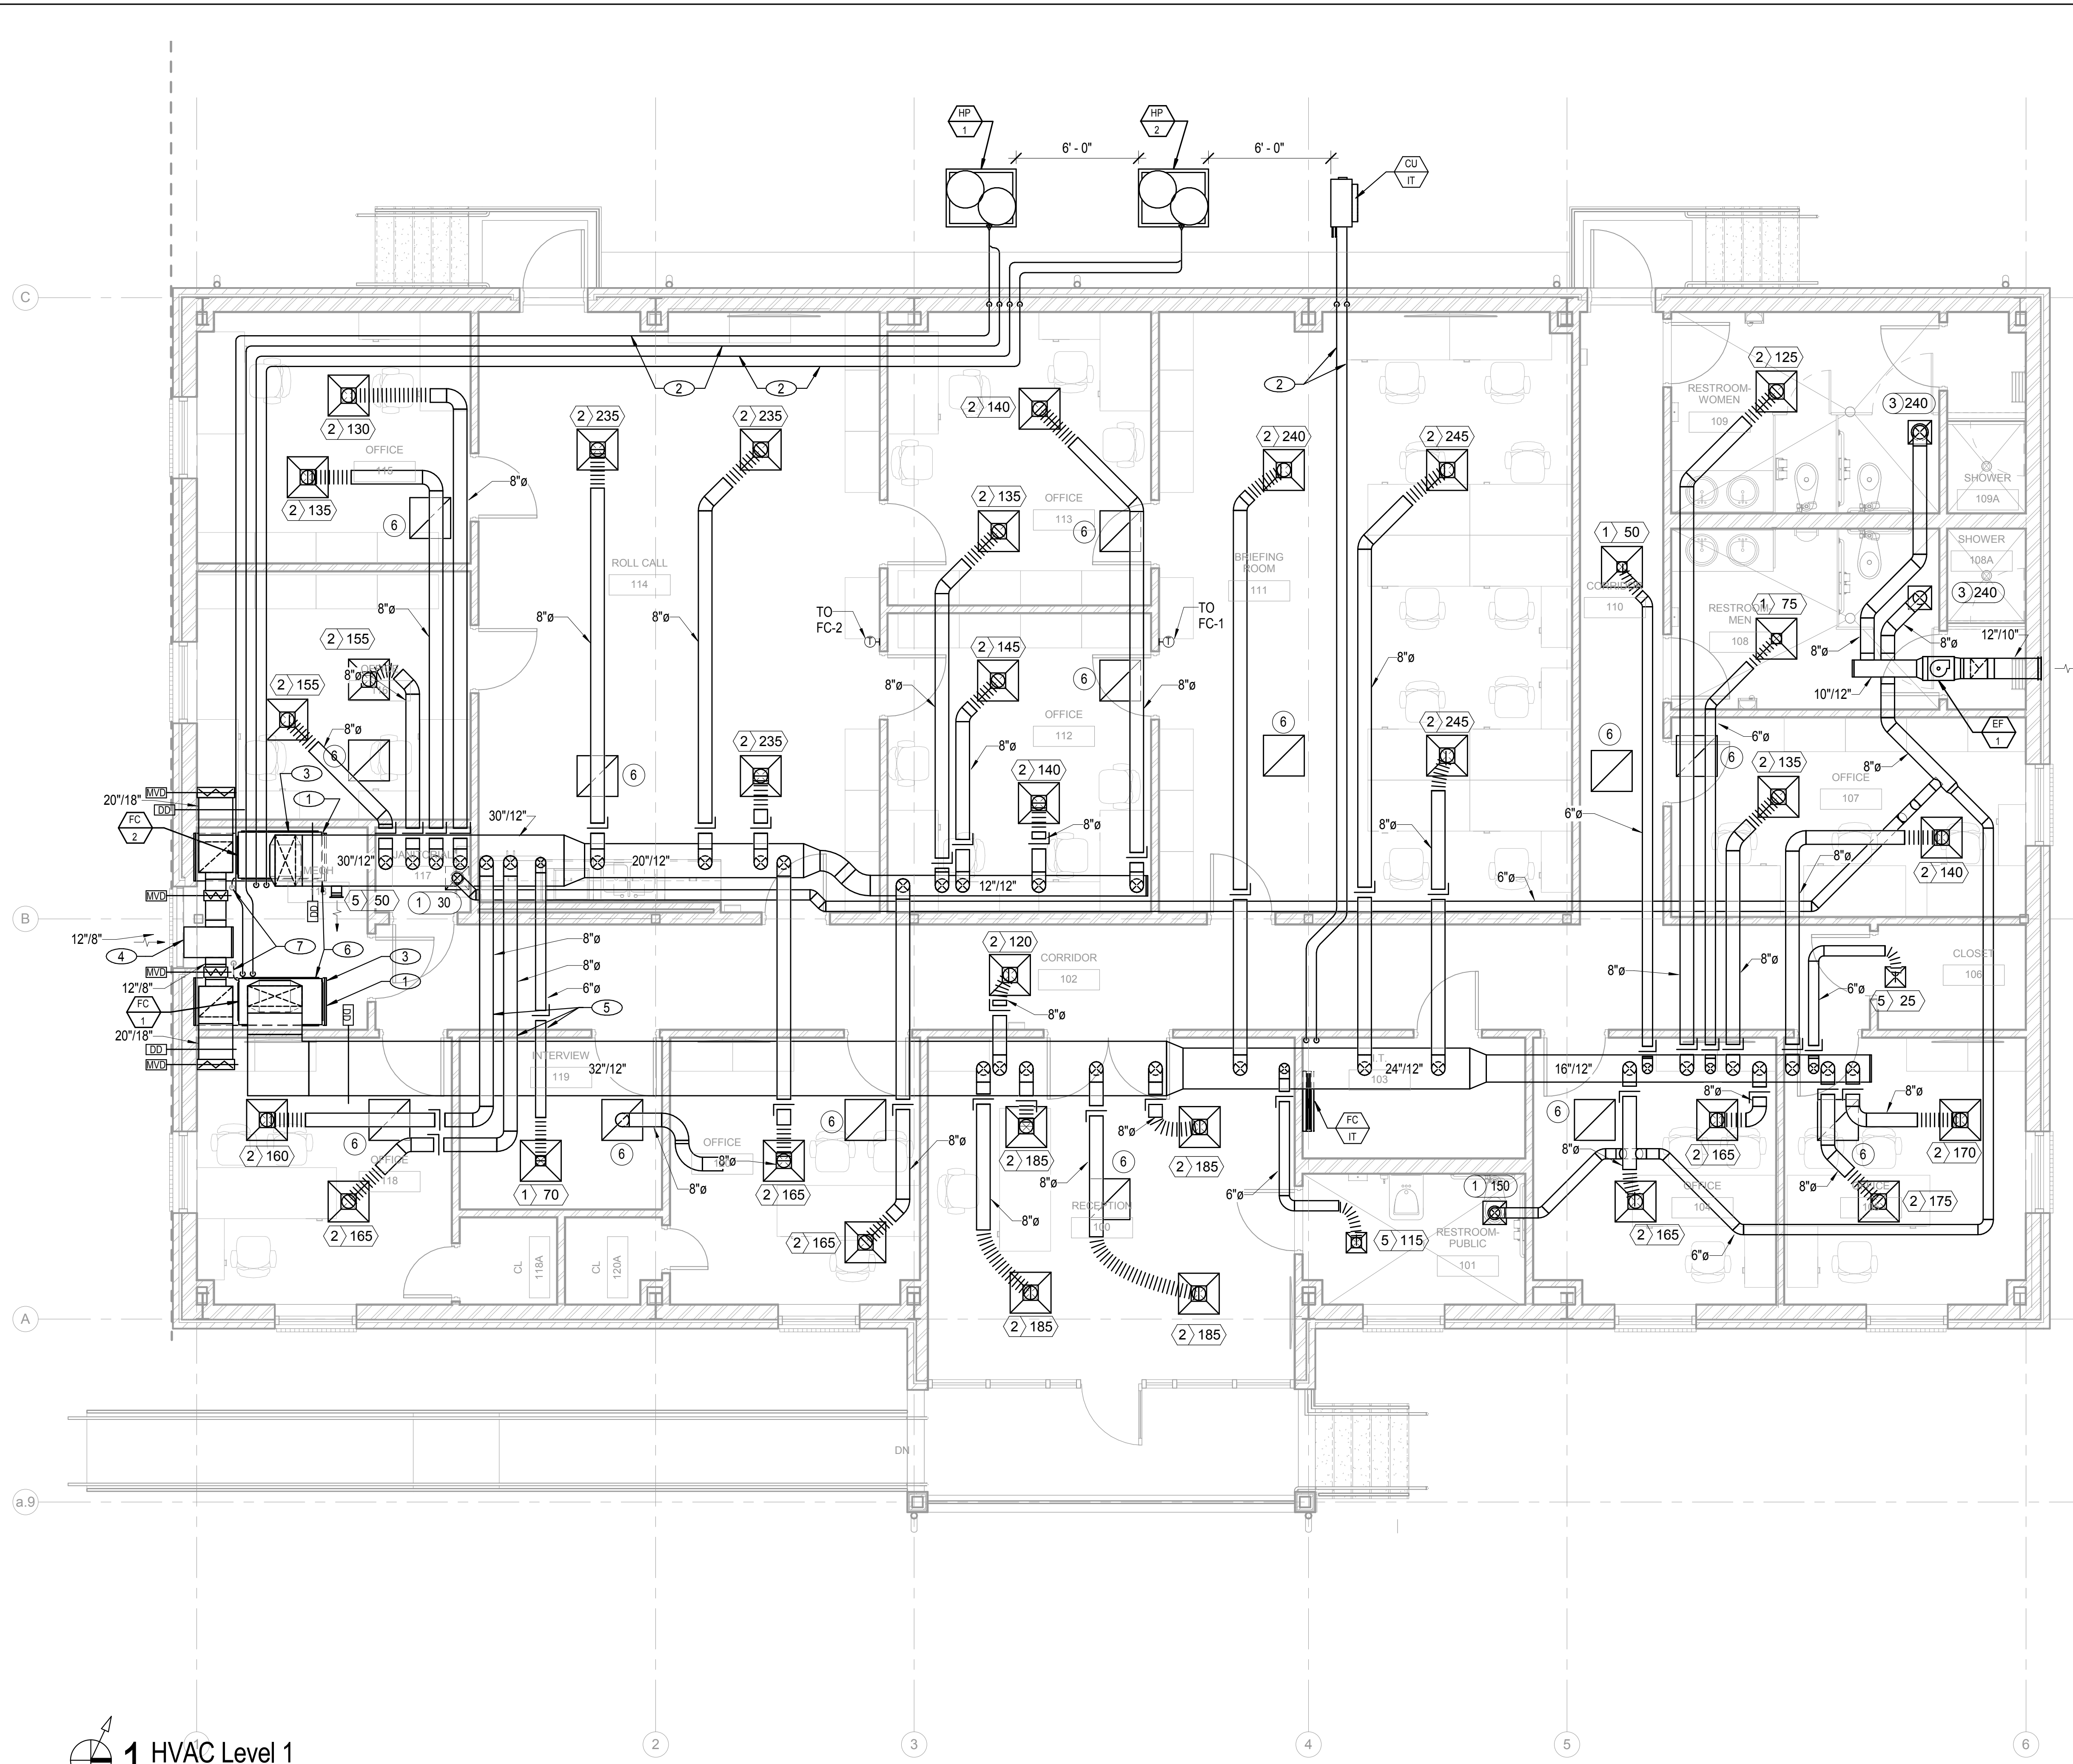 HP
1
HP
2
6' - 0"
6' - 0"
CU
IT
C
2
2
2
2 125
RESTROOM-
WOMEN
109
3 240
2 130
2 235
2 235
2 140
2 240
2 245
OFFICE
115
8"ø
SHOWER
109A
2 135
6
2 135
OFFICE
113
6
1 50
SHOWER
108A
ROLL CALL
114
BRIEFING
ROOM
111
CORRIDOR
110
3 240
8"ø
8"ø
8"ø
TO
FC-2
T
TO
FC-1
T
RESTROOM-
MEN
108
1 75
12"/10"
2 155
2 145
8"ø
8"ø
8"ø
8"ø
2 155
8"ø
6
8"ø
8"ø
10"/12"
OFFICE
112
6
2 245
6
EF
1
8"ø
6
2 235
8"ø
6"ø
6
3
6
2 140
8"ø
2 135
OFFICE
107
MVD
20"/18"
DD
1
FC
2
30"/12"
8"ø
8"ø
6"ø
30"/12"
JANITORIAL
117
20"/12"
8"ø
MECH
12"/12"
6"ø
2 140
MVD
5 50
1 30
B
12"/8"
4
7
6
DD
8"ø
2 120
CORRIDOR
102
CLOSET
106
MVD
3
8"ø
8"ø
8"ø
12"/8"
1
6"ø
6"ø
5 25
FC
1
DD
5
8"ø
20"/18"
DD
MVD
INTERVIEW
119
32"/12"
I.T.
103
24"/12"
16"/12"
8"ø
8"ø
2 160
6
6
OFFICE
8"ø
6
8"ø
2 185
8"ø
2 185
FC
IT
6
2 165
8"ø
6
2 170
OFFICE
118
1 70
8"ø
2 165
8"ø
6
6"ø
1 150
8"ø
OFFICE
104
8"ø
2 175
2 165
2 165
8"ø
RECEPTION
100
5 115
RESTROOM-
PUBLIC
101
2 165
6"ø
CL
118A
CL
120A
A
2 185
2 185
DN
a.9
1
2
3
4
5
6
1 HVAC Level 1